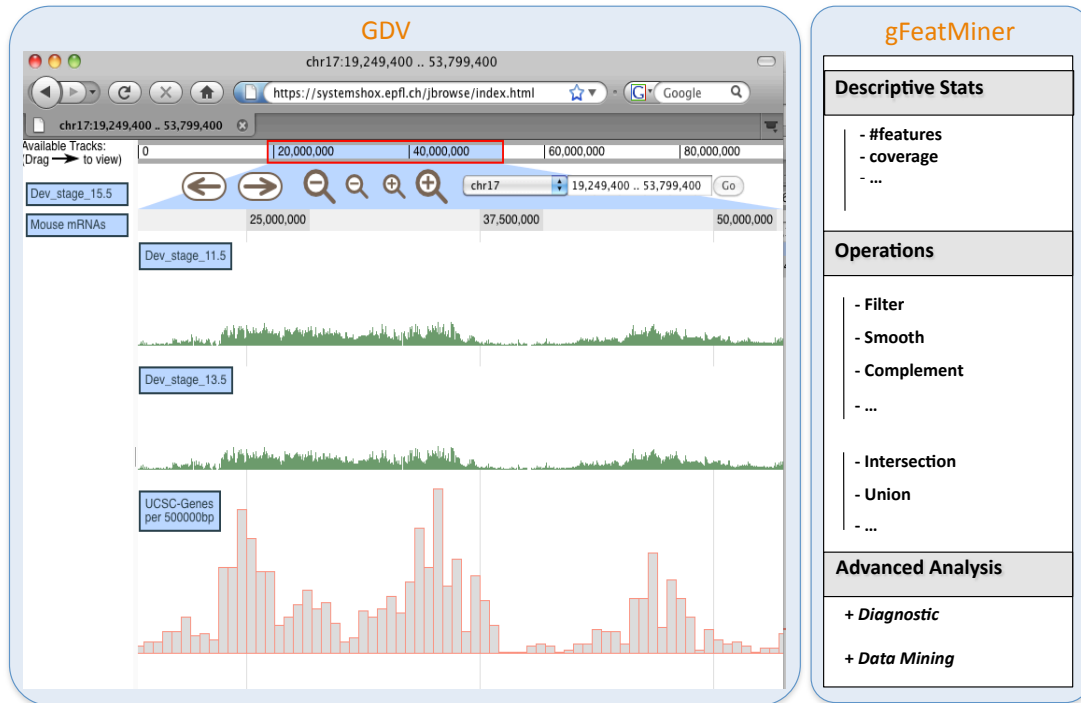 GDV
chr17:19,249,400 .. 53,799,400
https://systemshox.epfl.ch/jbrowse/index.html
Google
chr17:19,249,400 .. 53,799,400
Available Tracks:
(Drag to view)
0 20,000,000 40,000,000 60,000,000 80,000,000
chr17 19,249,400 .. 53,799,400 Go
25,000,000 37,500,000 50,000,000
Dev_stage_15.5
Mouse mRNAs
Dev_stage_11.5
Dev_stage_13.5
UCSC-Genes
per 500000bp
gFeatMiner
Descriptive Stats
- #features
- coverage
- ...
Operations
- Filter
- Smooth
- Complement
- ...
- Intersection
- Union
- ...
Advanced Analysis
+ Diagnostic
+ Data Mining